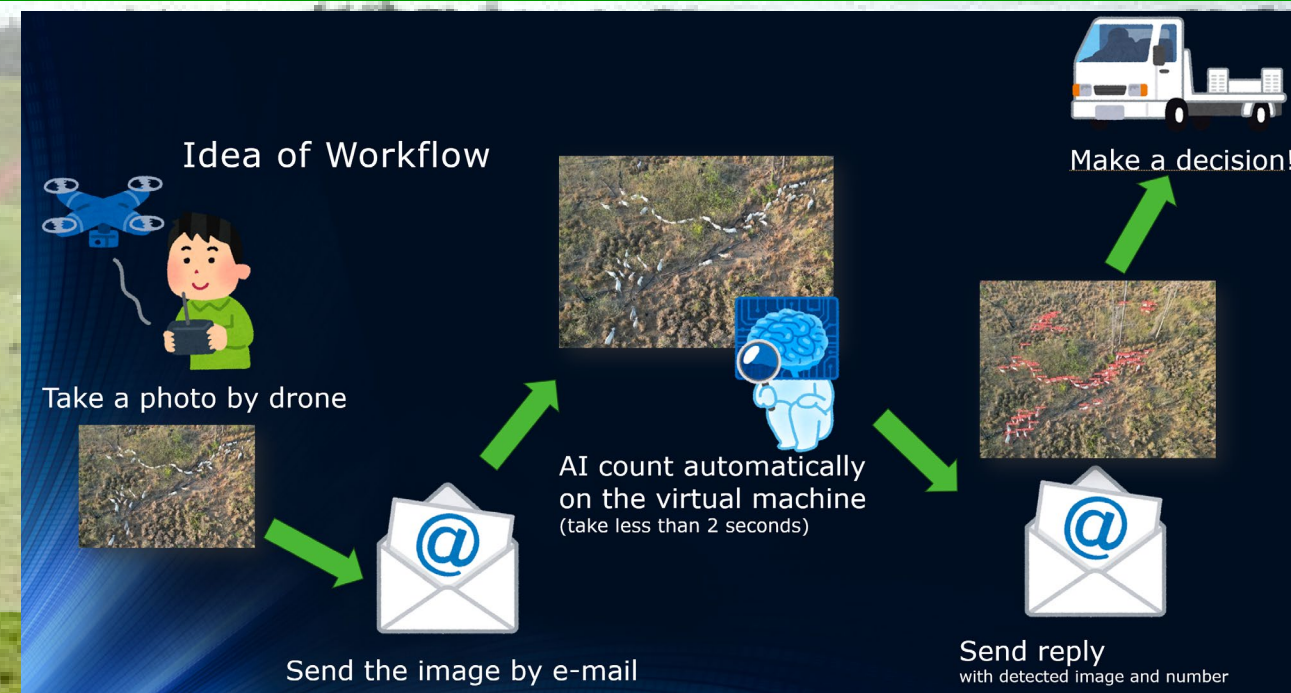 Idea of Workflow
Take a photo by drone
@
Send the image by e-mail
AI count automatically
on the virtual machine
(take less than 2 seconds)
@
Send reply
with detected image and number
Make a decision!